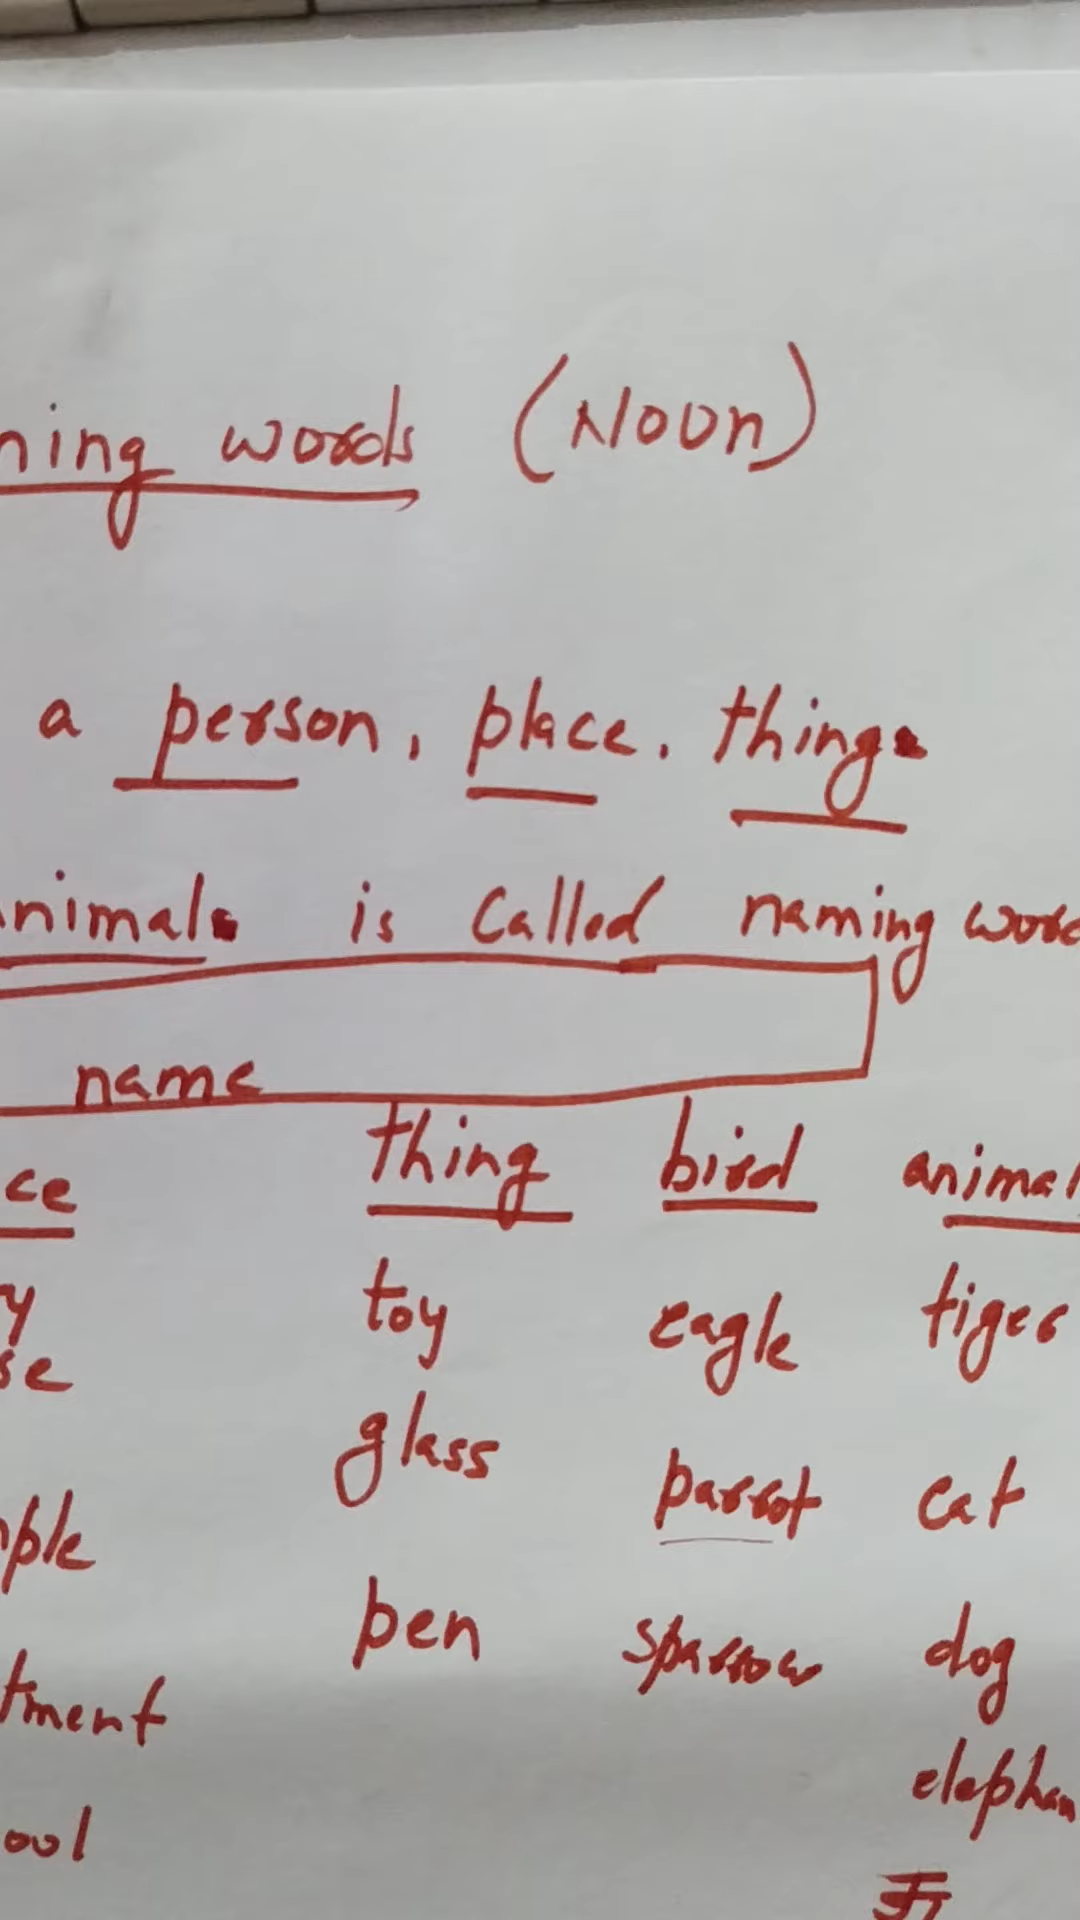 ning words (Noun)
a person, place, thing
animal is called naming word
name
ce thing bird animal
y toy eagle tiger
se
glass
parrot cat
ple
pen sparrow dog
tment
elephan
ool